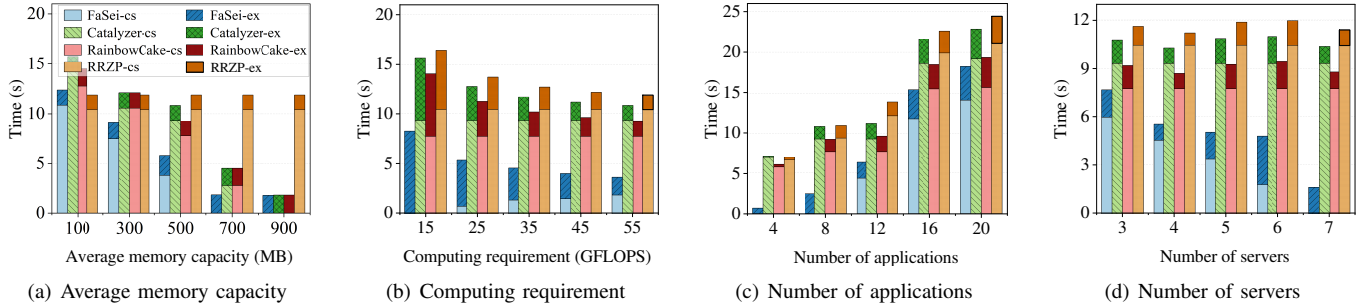 FaSei-cs FaSei-ex
Catalyzer-cs Catalyzer-ex
RainbowCake-cs RainbowCake-ex
RRZP-cs RRZP-ex
Time (s)
20
15
10
5
0
100 300 500 700 900
Average memory capacity (MB)
(a) Average memory capacity
Time (s)
20
15
10
5
0
15 25 35 45 55
Computing requirement (GFLOPS)
(b) Computing requirement
Time (s)
25
20
15
10
5
0
4 8 12 16 20
Number of applications
(c) Number of applications
Time (s)
12
9
6
3
0
3 4 5 6 7
Number of servers
(d) Number of servers